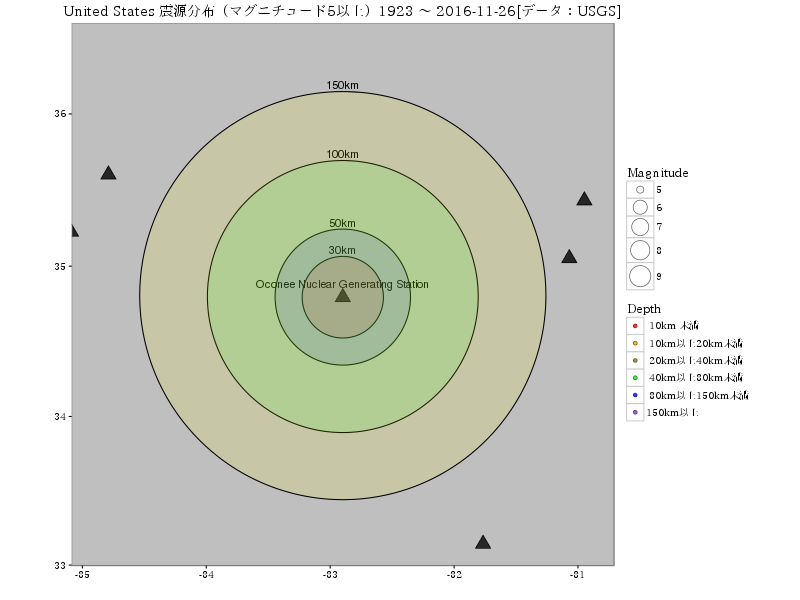 United States 震源分布（マグニチュード5以上）1923 ～ 2016-11-26[データ：USGS]
150km
100km
50km
30km
Oconee Nuclear Generating Station
36
35
34
33
-85
-84
-83
-82
-81
Magnitude
5
6
7
8
9
Depth
10km 未満
10km以上20km未満
20km以上40km未満
40km以上80km未満
80km以上150km未満
150km以上